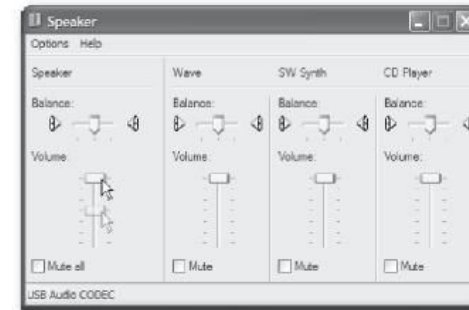 Speaker
Options Help
Speaker Wave SW Synth CD Player
Balance: Balance: Balance: Balance:
Volume: Volume: Volume: Volume:
Mute all Mute Mute Mute
USB Audio CODEC